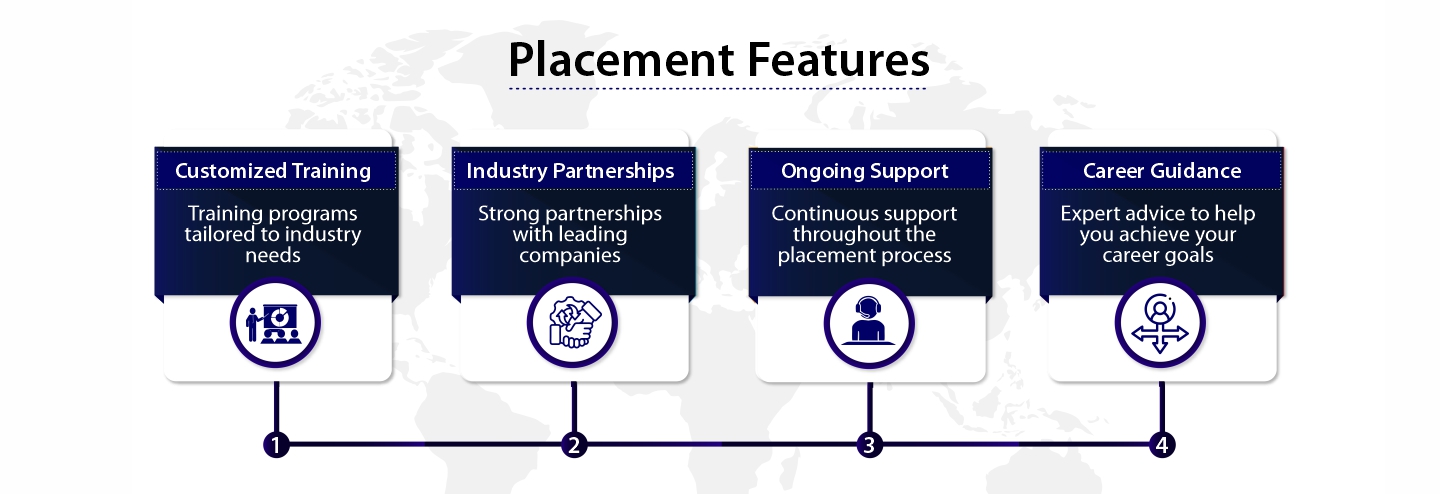 Placement Features
Customized Training
Training programs
tailored to industry
needs
Industry Partnerships
Strong partnerships
with leading
companies
Ongoing Support
Continuous support
throughout the
placement process
Career Guidance
Expert advice to help
you achieve your
career goals
1
2
3
4